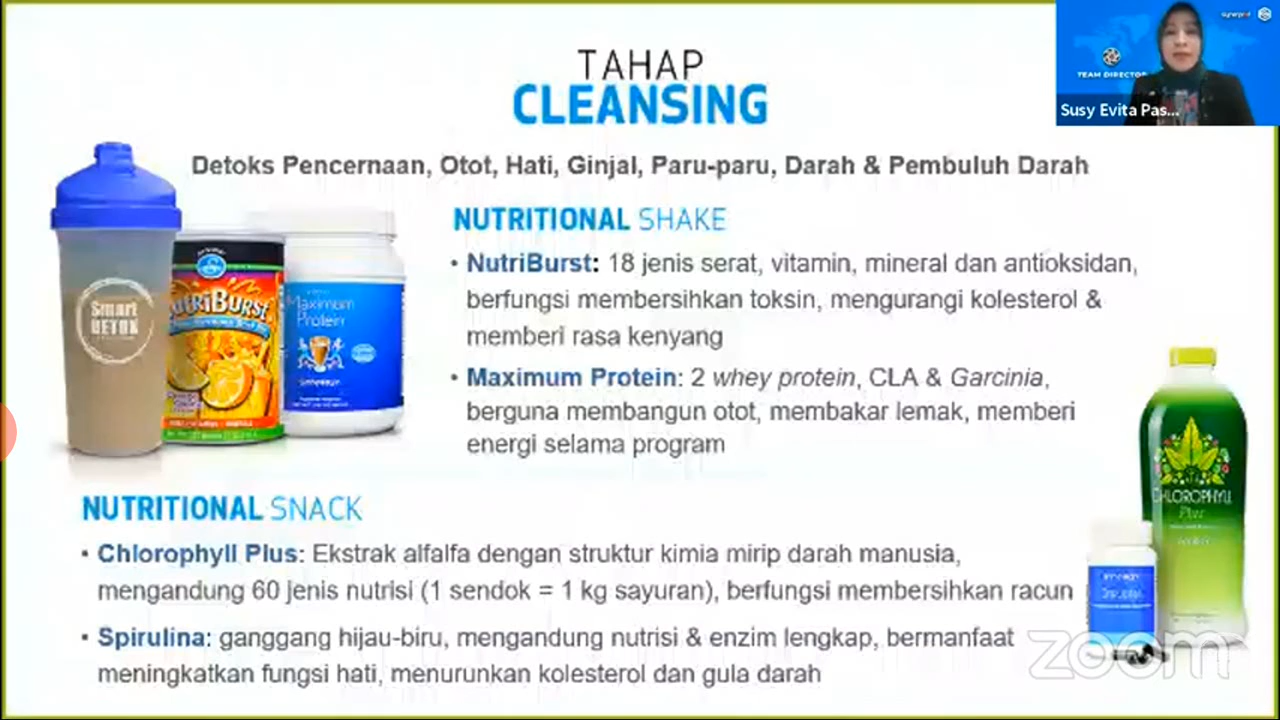 TAHAP
CLEANSING
TEAM DIRECTOR
Susy Evita Pas...
Detoks Pencernaan, Otot, Hati, Ginjal, Paru-paru, Darah & Pembuluh Darah
NUTRITIONAL SHAKE
• NutriBurst: 18 jenis serat, vitamin, mineral dan antioksidan,
berfungsi membersihkan toksin, mengurangi kolesterol &
memberi rasa kenyang
• Maximum Protein: 2 whey protein, CLA & Garcinia,
berguna membangun otot, membakar lemak, memberi
energi selama program
Smart
DETOX
NUTRIBURST
Maximum
Protein
NUTRITIONAL SNACK
• Chlorophyll Plus: Ekstrak alfalfa dengan struktur kimia mirip darah manusia,
mengandung 60 jenis nutrisi (1 sendok = 1 kg sayuran), berfungsi membersihkan racun
• Spirulina: ganggang hijau-biru, mengandung nutrisi & enzim lengkap, bermanfaat
meningkatkan fungsi hati, menurunkan kolesterol dan gula darah
CHLOROPHYLL
Plus
zoom